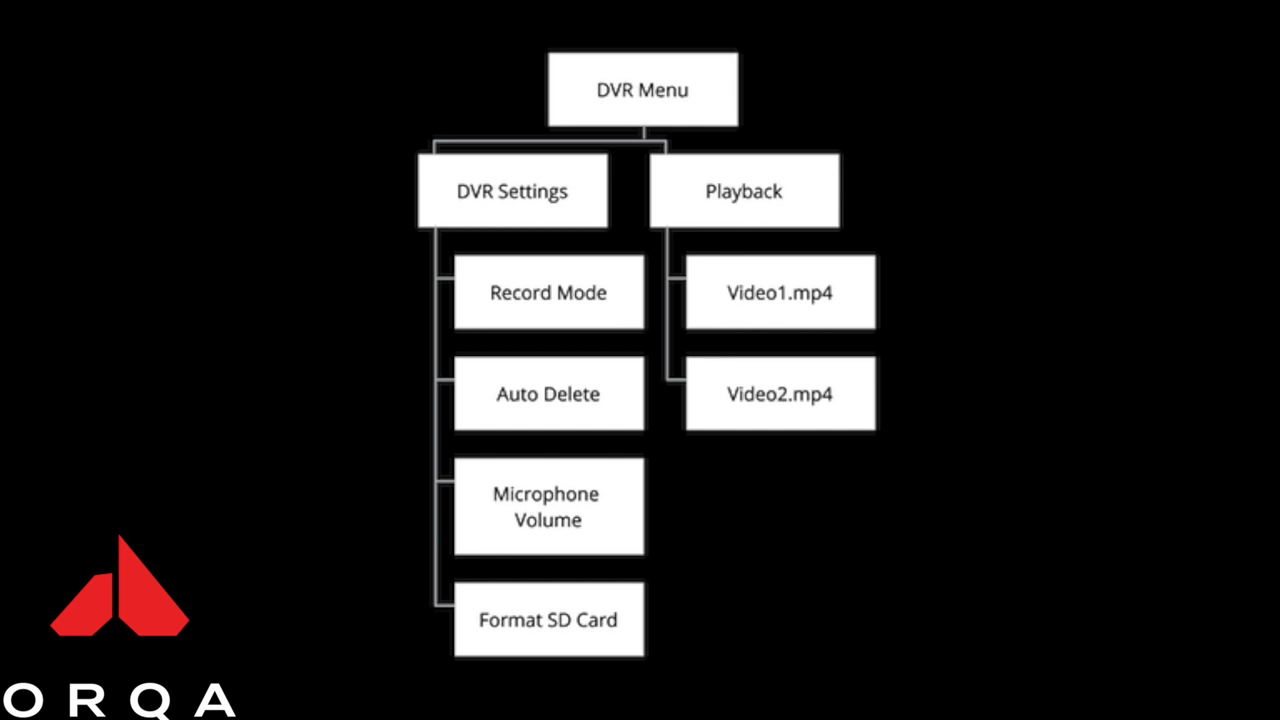 DVR Menu
DVR Settings
Playback
Record Mode
Video1.mp4
Auto Delete
Video2.mp4
Microphone
Volume
Format SD Card
ORQA